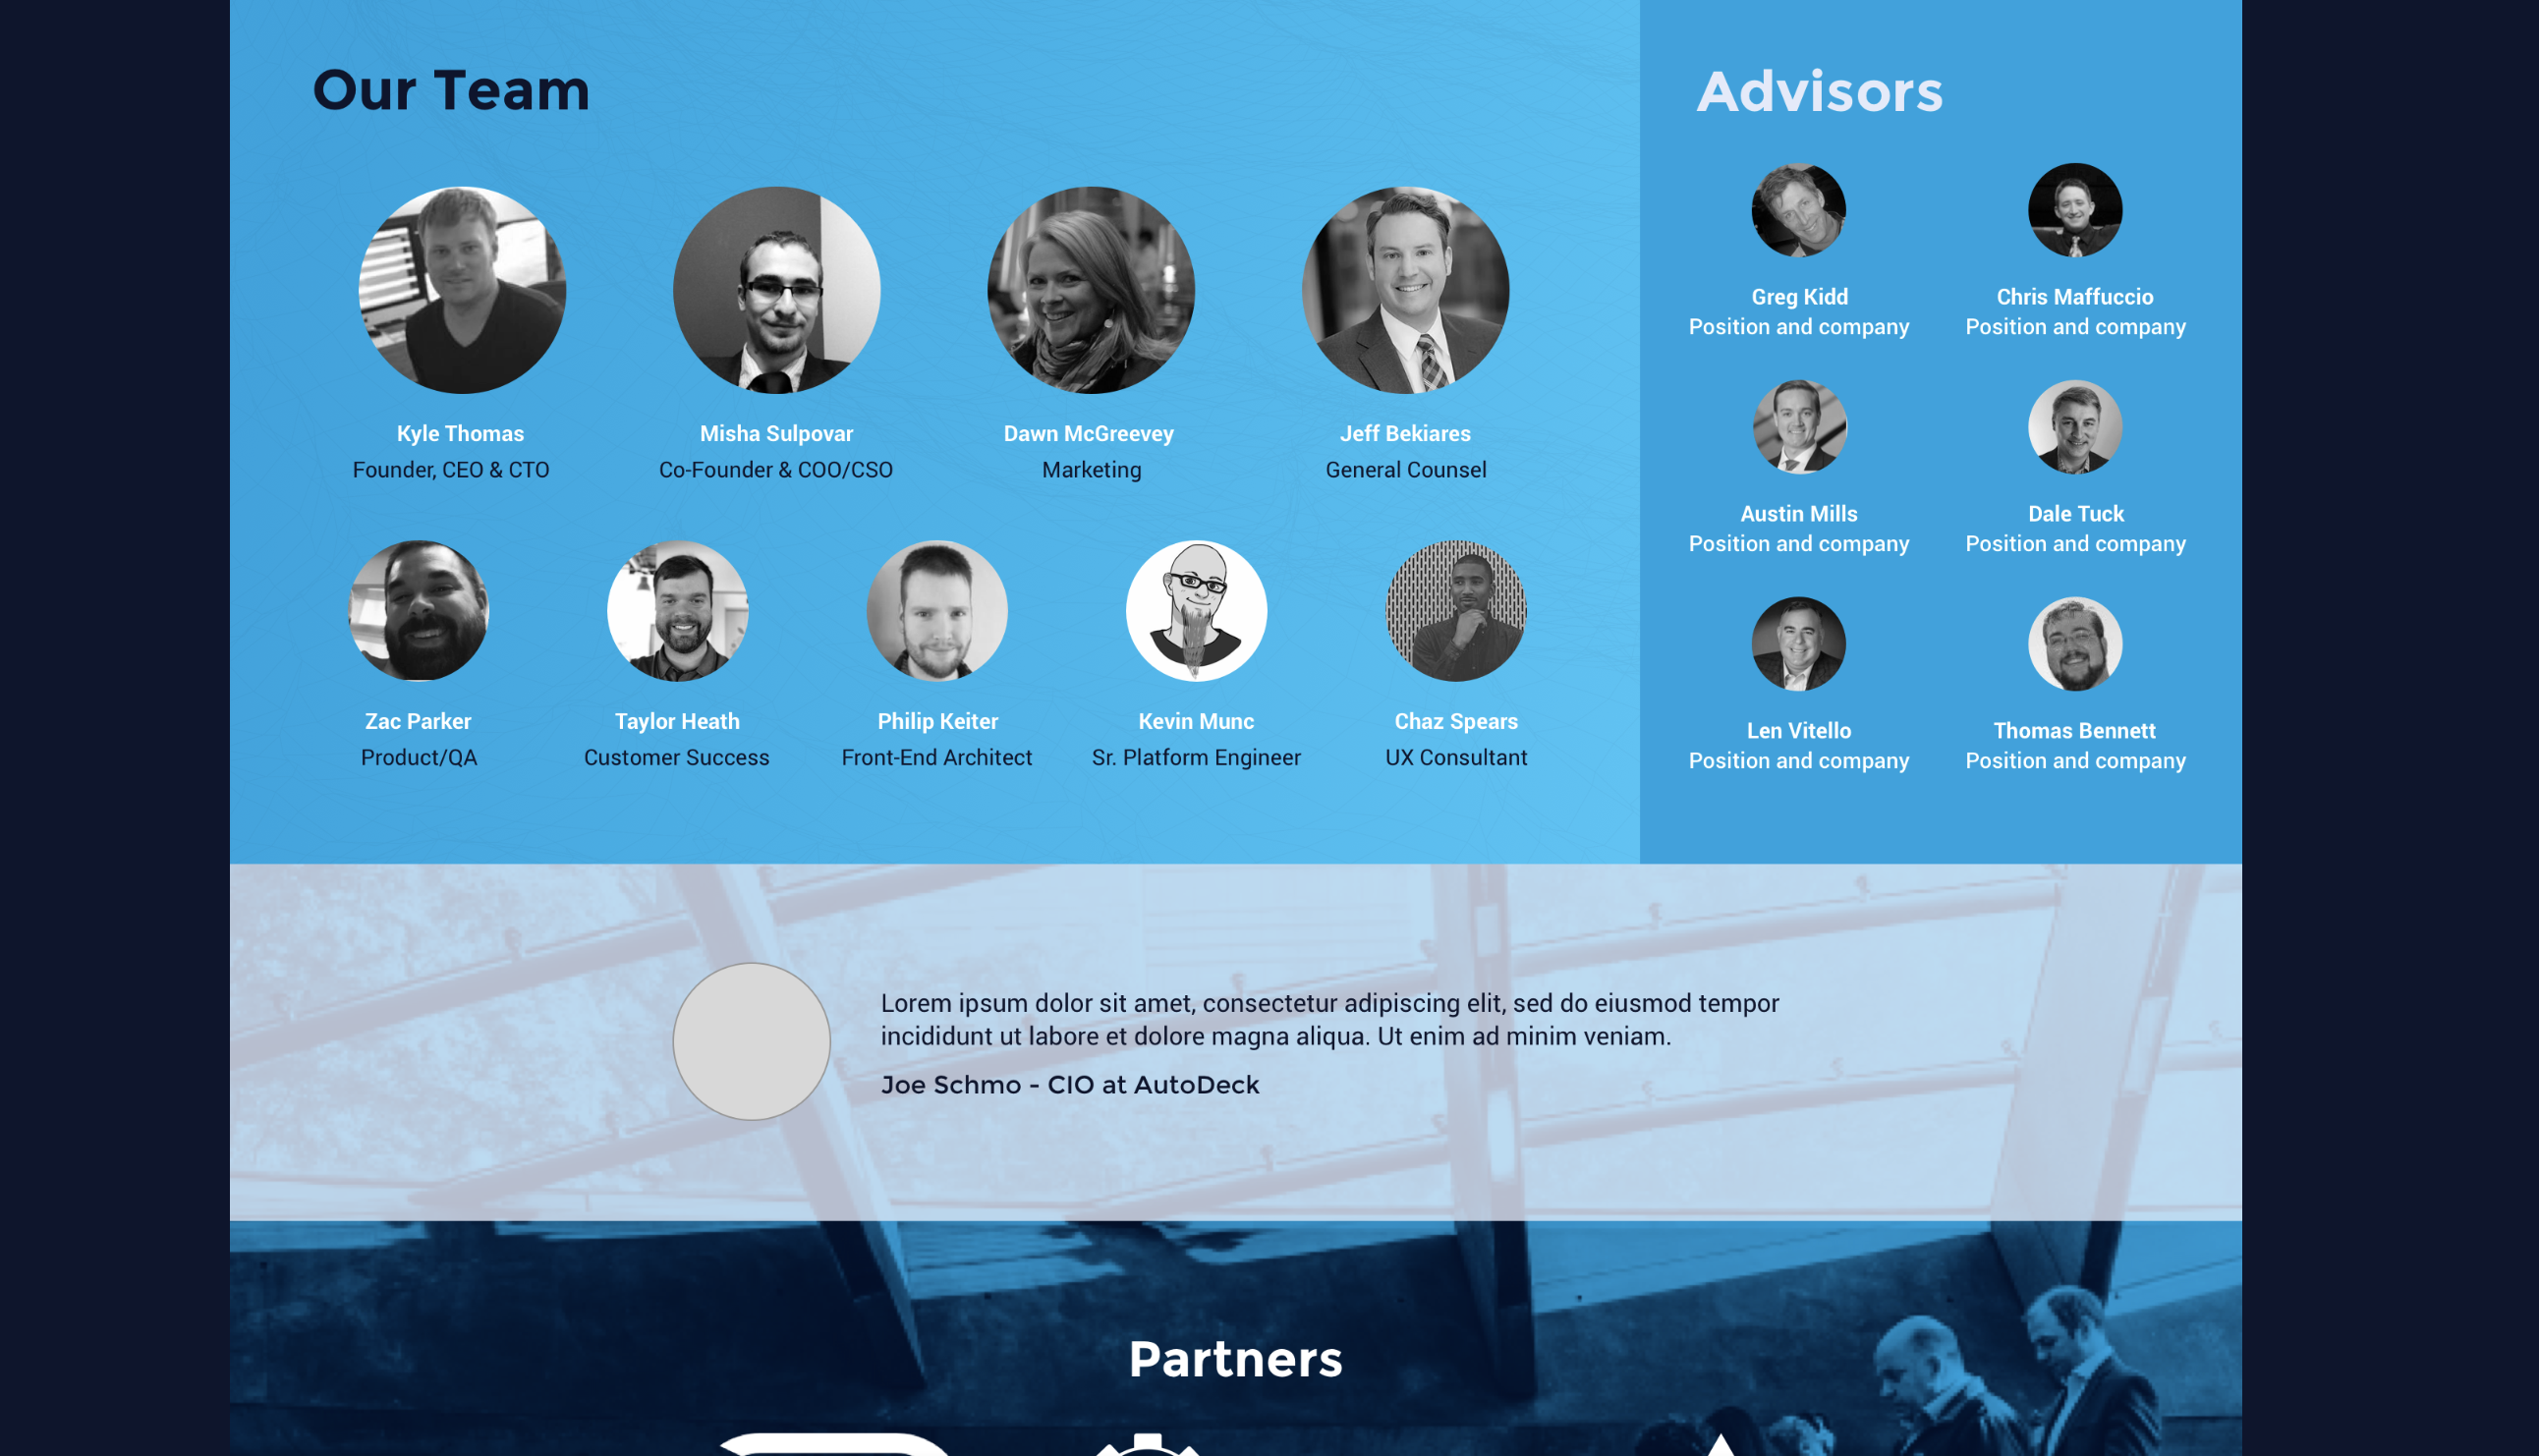 Our Team
Kyle Thomas
Founder, CEO & CTO
Misha Sulpovar
Co-Founder & COO/CSO
Dawn McGreevey
Marketing
Jeff Bekiares
General Counsel
Zac Parker
Product/QA
Taylor Heath
Customer Success
Philip Keiter
Front-End Architect
Kevin Munc
Sr. Platform Engineer
Chaz Spears
UX Consultant
Advisors
Greg Kidd
Position and company
Chris Maffuccio
Position and company
Austin Mills
Position and company
Dale Tuck
Position and company
Len Vitello
Position and company
Thomas Bennett
Position and company
Lorem ipsum dolor sit amet, consectetur adipiscing elit, sed do eiusmod tempor
incididunt ut labore et dolore magna aliqua. Ut enim ad minim veniam.
Joe Schmo - CIO at AutoDeck
Partners